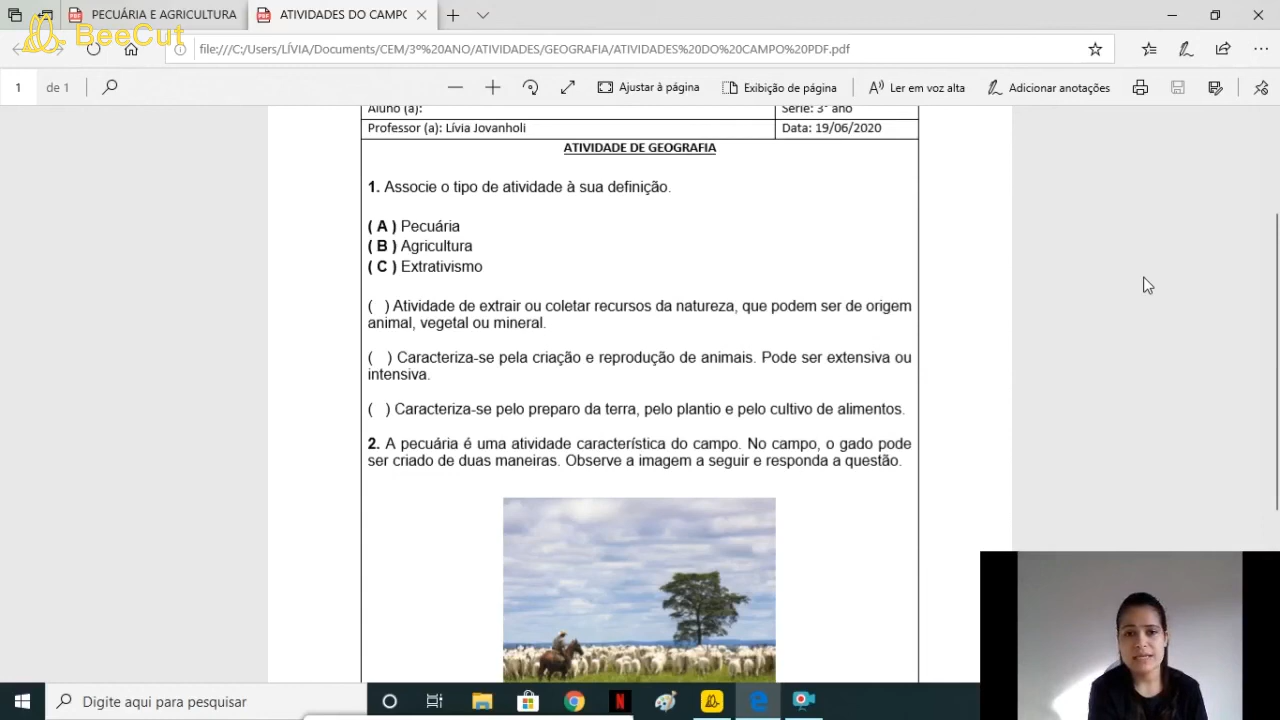 PECUÁRIA E AGRICULTURA
ATIVIDADES DO CAMPO
BeeCut
file:///C:/Users/LÍVIA/Documents/CEM/3º%20ANO/ATIVIDADES/GEOGRAFIA/ATIVIDADES%20DO%20CAMPO%20PDF.pdf
1 de 1
Ajustar à página
Exibição de página
Ler em voz alta
Adicionar anotações
Aluno (a): Série: 3° ano
Professor (a): Lívia Jovanholi Data: 19/06/2020
ATIVIDADE DE GEOGRAFIA
1. Associe o tipo de atividade à sua definição.
( A ) Pecuária
( B ) Agricultura
( C ) Extrativismo
( ) Atividade de extrair ou coletar recursos da natureza, que podem ser de origem
animal, vegetal ou mineral.
( ) Caracteriza-se pela criação e reprodução de animais. Pode ser extensiva ou
intensiva.
( ) Caracteriza-se pelo preparo da terra, pelo plantio e pelo cultivo de alimentos.
2. A pecuária é uma atividade característica do campo. No campo, o gado pode
ser criado de duas maneiras. Observe a imagem a seguir e responda a questão.
Digite aqui para pesquisar